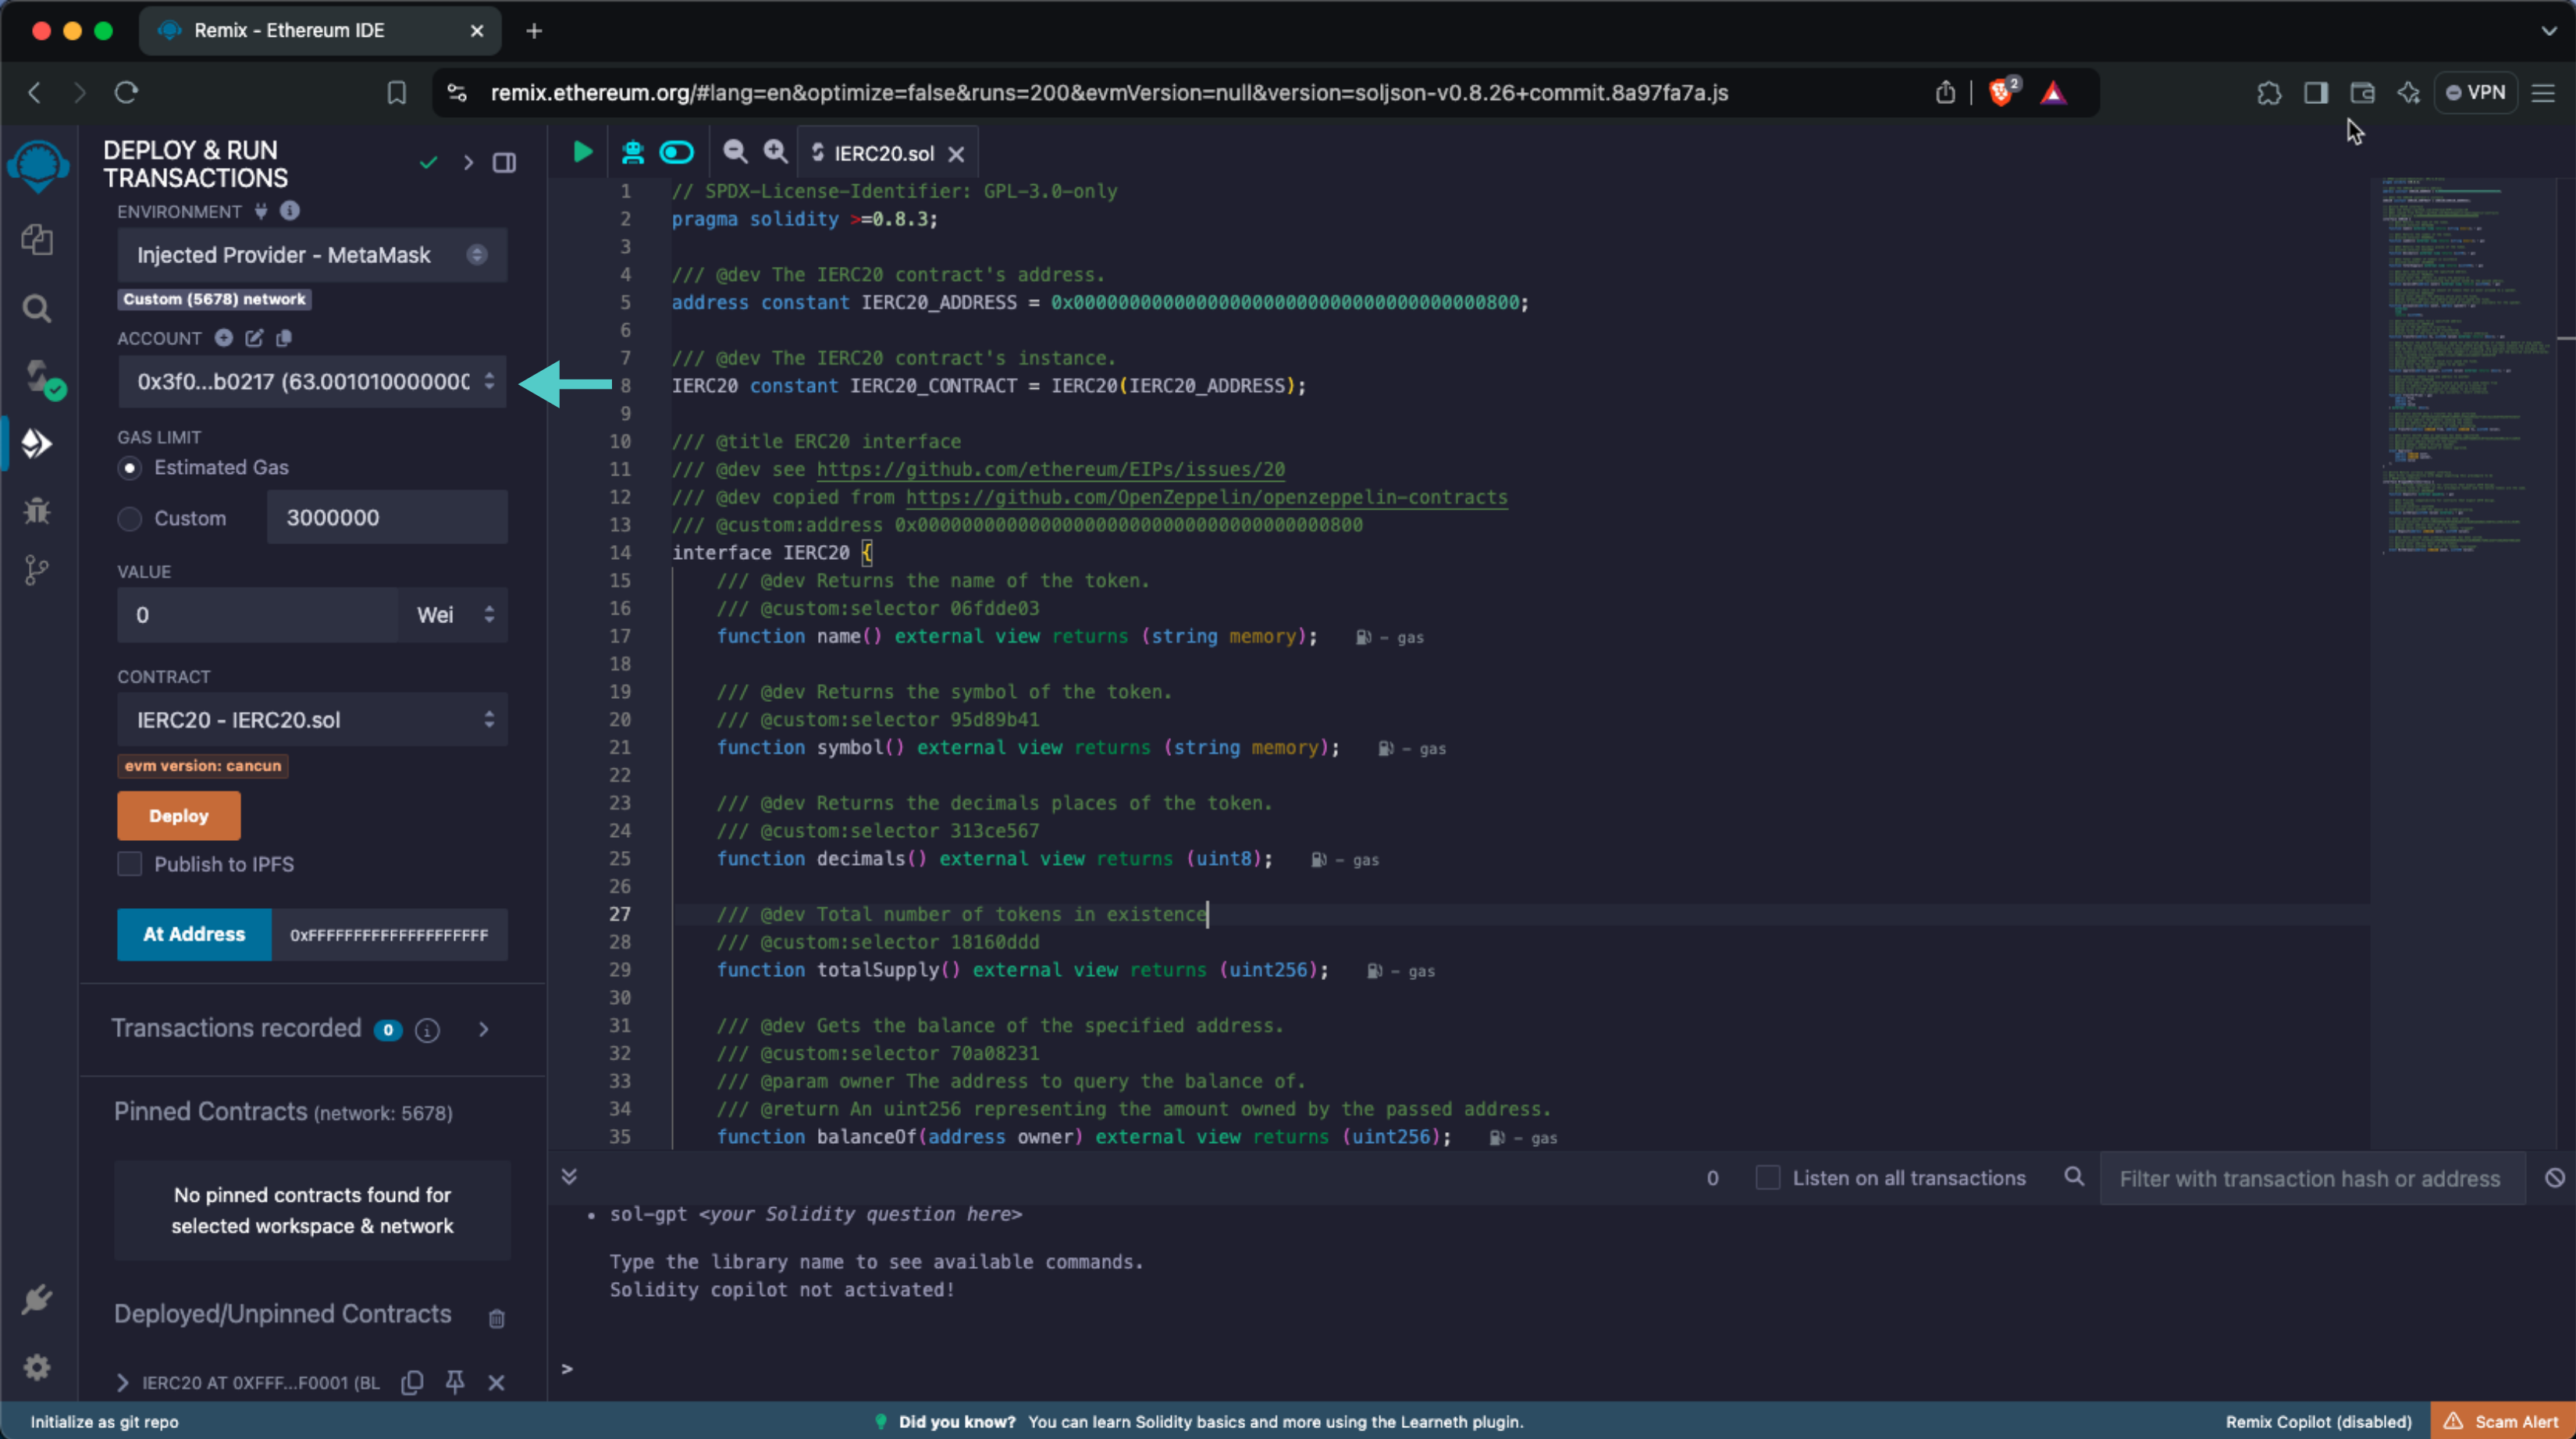 Remix - Ethereum IDE
remix.ethereum.org/#lang=en&optimize=false&runs=200&evmVersion=null&version=soljson-v0.8.26+commit.8a97fa7a.js
2
VPN
DEPLOY & RUN
TRANSACTIONS
ENVIRONMENT
Injected Provider - MetaMask
Custom (5678) network
ACCOUNT
0x3f0...b0217 (63.001010000000
GAS LIMIT
Estimated Gas
Custom
3000000
VALUE
0
Wei
CONTRACT
IERC20 - IERC20.sol
evm version: cancun
Deploy
Publish to IPFS
At Address
0xFFFFFFFFFFFFFFFFFFFF
Transactions recorded 0
Pinned Contracts (network: 5678)
No pinned contracts found for
selected workspace & network
Deployed/Unpinned Contracts
IERC20 AT 0XFFF...F0001 (BL
IERC20.sol
1 // SPDX-License-Identifier: GPL-3.0-only
2 pragma solidity >=0.8.3;
3
4 /// @dev The IERC20 contract's address.
5 address constant IERC20_ADDRESS = 0x0000000000000000000000000000000000000800;
6
7 /// @dev The IERC20 contract's instance.
8 IERC20 constant IERC20_CONTRACT = IERC20(IERC20_ADDRESS);
9
10 /// @title ERC20 interface
11 /// @dev see https://github.com/ethereum/EIPs/issues/20
12 /// @dev copied from https://github.com/OpenZeppelin/openzeppelin-contracts
13 /// @custom:address 0x0000000000000000000000000000000000000800
14 interface IERC20 {
15 /// @dev Returns the name of the token.
16 /// @custom:selector 06fdde03
17 function name() external view returns (string memory); - gas
18
19 /// @dev Returns the symbol of the token.
20 /// @custom:selector 95d89b41
21 function symbol() external view returns (string memory); - gas
22
23 /// @dev Returns the decimals places of the token.
24 /// @custom:selector 313ce567
25 function decimals() external view returns (uint8); - gas
26
27 /// @dev Total number of tokens in existence
28 /// @custom:selector 18160ddd
29 function totalSupply() external view returns (uint256); - gas
30
31 /// @dev Gets the balance of the specified address.
32 /// @custom:selector 70a08231
33 /// @param owner The address to query the balance of.
34 /// @return An uint256 representing the amount owned by the passed address.
35 function balanceOf(address owner) external view returns (uint256); - gas
0
Listen on all transactions
Filter with transaction hash or address
• sol-gpt <your Solidity question here>
Type the library name to see available commands.
Solidity copilot not activated!
>
Initialize as git repo
Did you know? You can learn Solidity basics and more using the Learneth plugin.
Remix Copilot (disabled)
Scam Alert